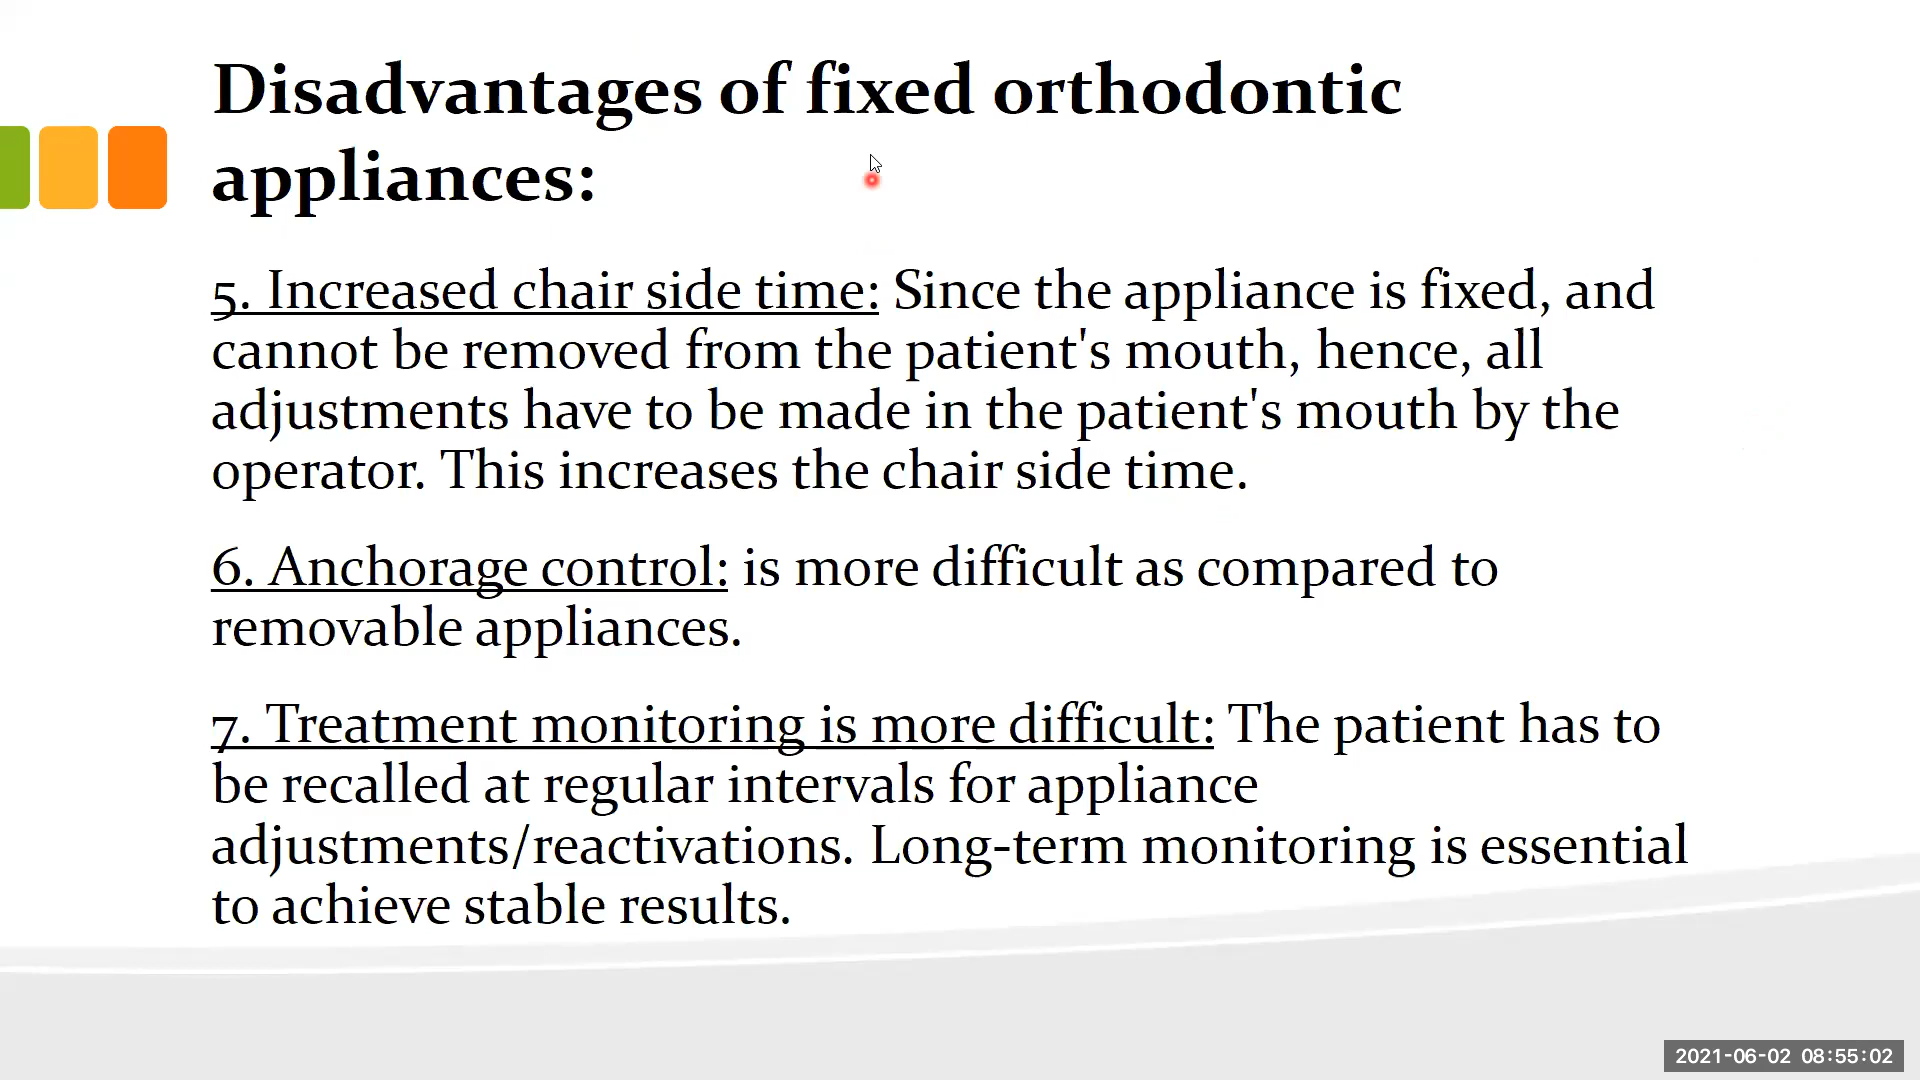 Disadvantages of fixed orthodontic
appliances:
5. Increased chair side time: Since the appliance is fixed, and
cannot be removed from the patient's mouth, hence, all
adjustments have to be made in the patient's mouth by the
operator. This increases the chair side time.
6. Anchorage control: is more difficult as compared to
removable appliances.
7. Treatment monitoring is more difficult: The patient has to
be recalled at regular intervals for appliance
adjustments/reactivations. Long-term monitoring is essential
to achieve stable results.
2021-06-02 08:55:02